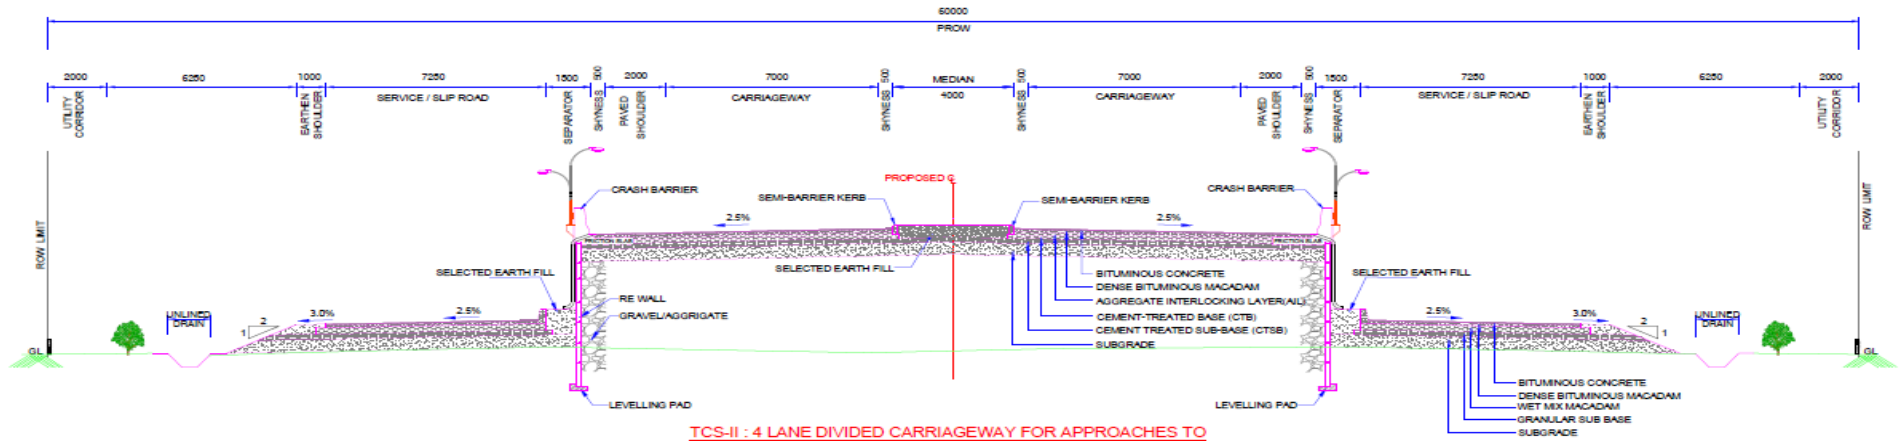 60000
PROW
2000
6250
1000
7250
1500
500
2000
7000
500
MEDIAN
500
7000
2000
500
1500
7250
1000
6250
2000
UTILITY
CORRIDOR
EARTHEN
SHOULDER
SERVICE / SLIP ROAD
SEPARATOR
SHYNESS
PAVED
SHOULDER
CARRIAGEWAY
SHYNESS
4000
SHYNESS
CARRIAGEWAY
PAVED
SHOULDER
SHYNESS
SEPARATOR
SERVICE / SLIP ROAD
EARTHEN
SHOULDER
UTILITY
CORRIDOR
PROPOSED ℄
CRASH BARRIER
SEMI-BARRIER KERB
SEMI-BARRIER KERB
CRASH BARRIER
ROW LIMIT
ROW LIMIT
2.5%
2.5%
FRICTION SLAB
FRICTION SLAB
SELECTED EARTH FILL
SELECTED EARTH FILL
SELECTED EARTH FILL
BITUMINOUS CONCRETE
DENSE BITUMINOUS MACADAM
AGGREGATE INTERLOCKING LAYER(AIL)
CEMENT-TREATED BASE (CTB)
CEMENT TREATED SUB-BASE (CTSB)
SUBGRADE
RE WALL
GRAVEL/AGGRIGATE
UNLINED
DRAIN
2
1
3.0%
2.5%
2.5%
3.0%
2
1
UNLINED
DRAIN
GL
GL
LEVELLING PAD
LEVELLING PAD
BITUMINOUS CONCRETE
DENSE BITUMINOUS MACADAM
WET MIX MACADAM
GRANULAR SUB BASE
SUBGRADE
TCS-II : 4 LANE DIVIDED CARRIAGEWAY FOR APPROACHES TO